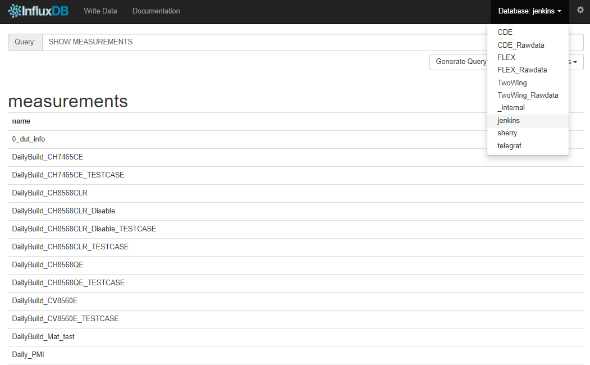 InfluxDB Write Data Documentation Database: jenkins
Query: SHOW MEASUREMENTS
Generate Query
CDE
CDE_Rawdata
FLEX
FLEX_Rawdata
TwoWing
TwoWing_Rawdata
_internal
jenkins
sherry
telegraf
measurements
name
0_dut_info
DailyBuild_CH7465CE
DailyBuild_CH7465CE_TESTCASE
DailyBuild_CH8568CLR
DailyBuild_CH8568CLR_Disable
DailyBuild_CH8568CLR_Disable_TESTCASE
DailyBuild_CH8568CLR_TESTCASE
DailyBuild_CH8568QE
DailyBuild_CH8568QE_TESTCASE
DailyBuild_CV8560E
DailyBuild_CV8560E_TESTCASE
DailyBuild_Mat_test
Daily_PMI